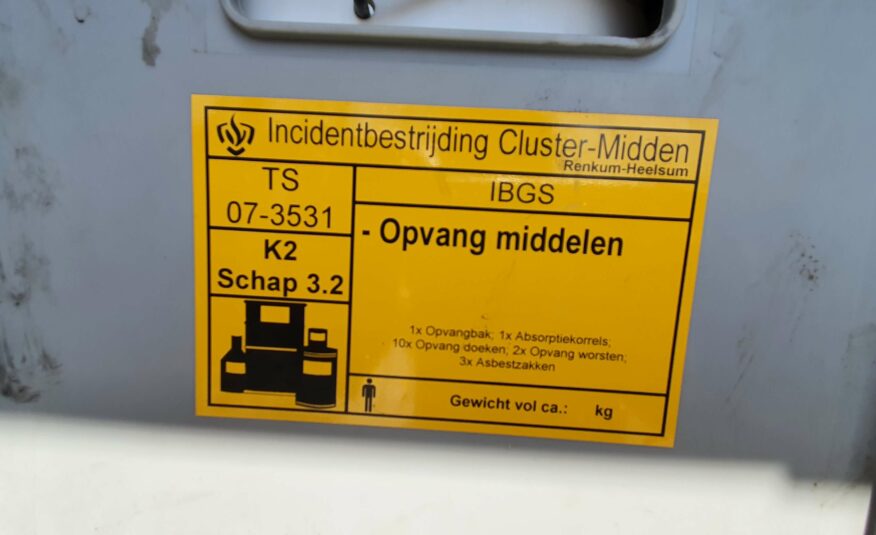 Incidentbestrijding Cluster-Midden
Renkum-Heelsum
TS
07-3531
K2
Schap 3.2
IBGS
- Opvang middelen
1x Opvangbak; 1x Absorptiekorrels;
10x Opvang doeken; 2x Opvang worsten;
3x Asbestzakken
Gewicht vol ca.: kg